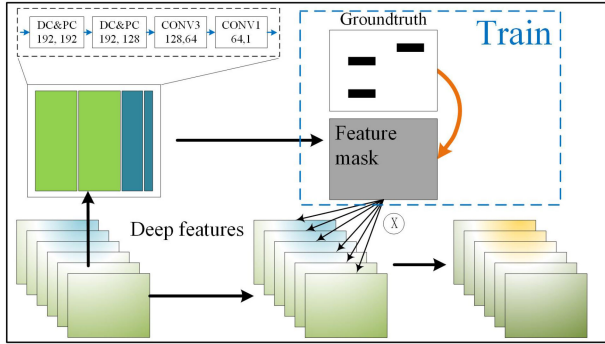 DC&PC
192, 192
DC&PC
192, 128
CONV3
128,64
CONV1
64,1
Groundtruth
Train
Feature
mask
Deep features
X